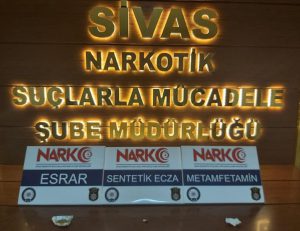 SİVAS
NARKOTİK
SUÇLARLA MÜCADELE
ŞUBE MÜDÜRLÜĞÜ
NARKO NARKO NARKO
ESRAR SENTETİK ECZA METAMFETAMİN